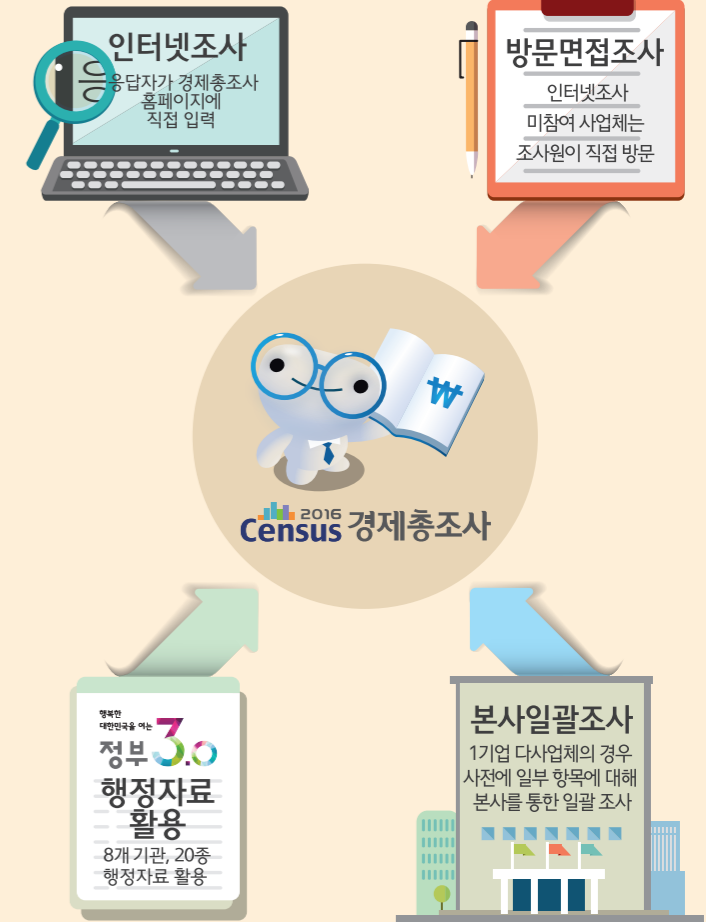 인터넷조사
응답자가 경제총조사
홈페이지에
직접 입력
응
방문면접조사
인터넷조사
미참여 사업체는
조사원이 직접 방문
₩
2016
Census 경제총조사
행복한
대한민국을 여는
정부3.0
행정자료
활용
8개 기관, 20종
행정자료 활용
본사일괄조사
1기업 다사업체의 경우
사전에 일부 항목에 대해
본사를 통한 일괄 조사